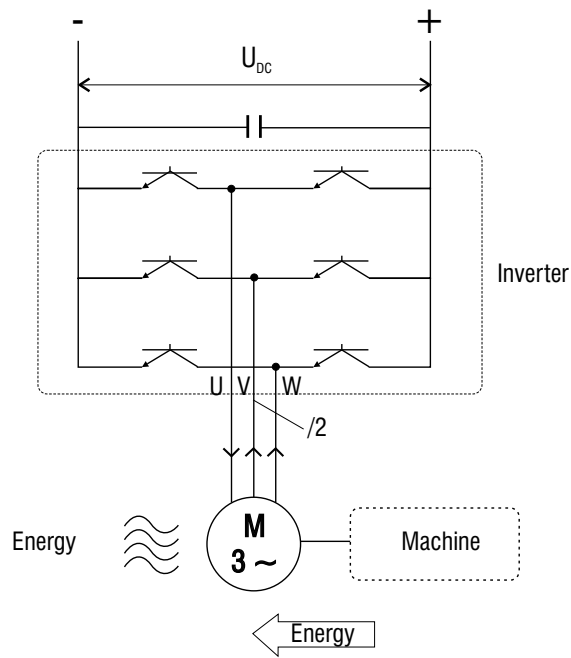 - +
U_DC
Inverter
U V W
/2
M
3 ~
Energy
Machine
Energy